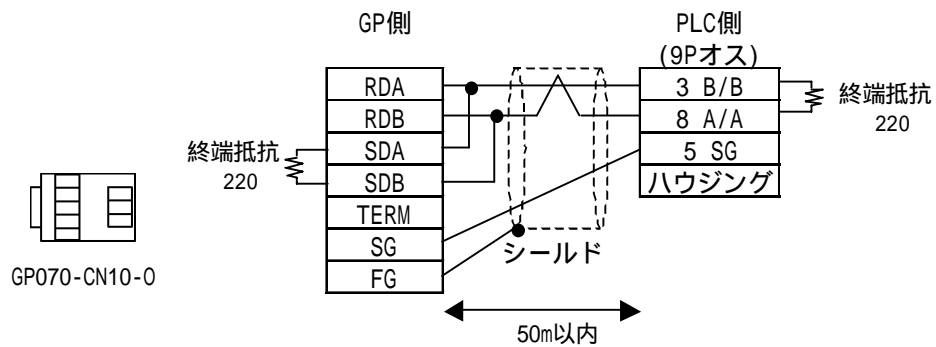 GP側
PLC側
(9Pオス)
RDA
RDB
SDA
SDB
TERM
SG
FG
3 B/B
8 A/A
5 SG
ハウジング
終端抵抗
220
終端抵抗
220
シールド
GP070-CN10-O
50m以内